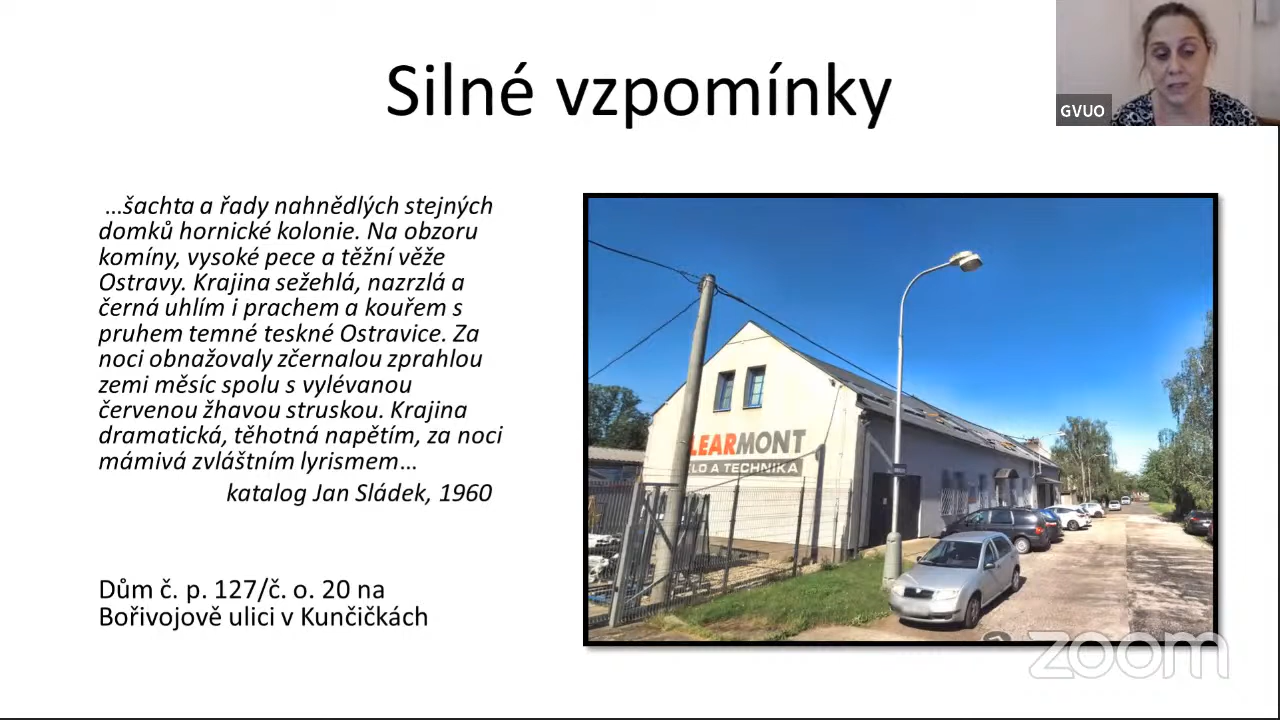 Silné vzpomínky
GVUO
...šachta a řady nahnědlých stejných
domků hornické kolonie. Na obzoru
komíny, vysoké pece a těžní věže
Ostravy. Krajina sežehlá, nazrzlá a
černá uhlím i prachem a kouřem s
pruhem temné teskné Ostravice. Za
noci obnažovaly zčernalou zprahlou
zemi měsíc spolu s vylévanou
červenou žhavou struskou. Krajina
dramatická, těhotná napětím, za noci
mámivá zvláštním lyrismem...
katalog Jan Sládek, 1960
LEARMONT
LO A TECHNIKA
Dům č. p. 127/č. o. 20 na
Bořivojově ulici v Kunčičkách
zoom